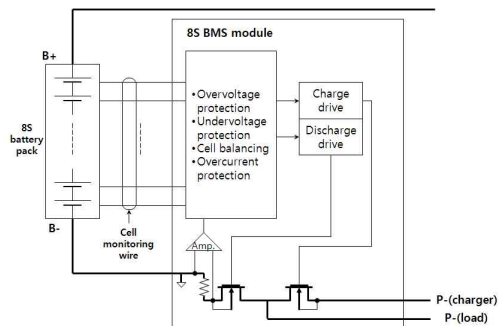 8S BMS module
B+
8S
battery
pack
B-
Cell
monitoring
wire
•Overvoltage
protection
•Undervoltage
protection
•Cell balancing
•Overcurrent
protection
Charge
drive
Discharge
drive
Amp.
P-(charger)
P-(load)